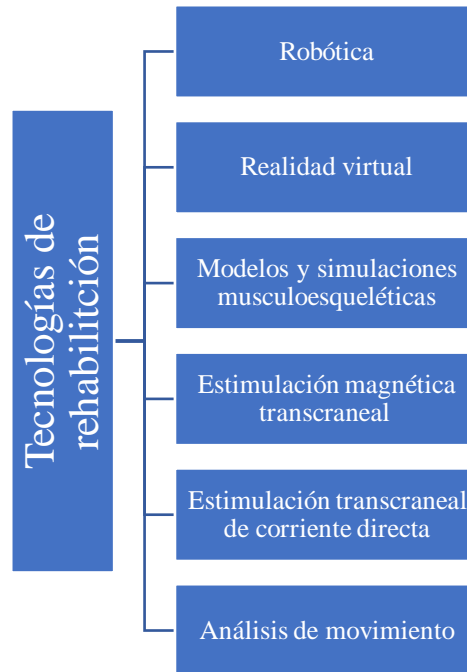 Tecnologías de
rehabilitción
Robótica
Realidad virtual
Modelos y simulaciones
musculoesqueléticas
Estimulación magnética
transcraneal
Estimulación transcraneal
de corriente directa
Análisis de movimiento